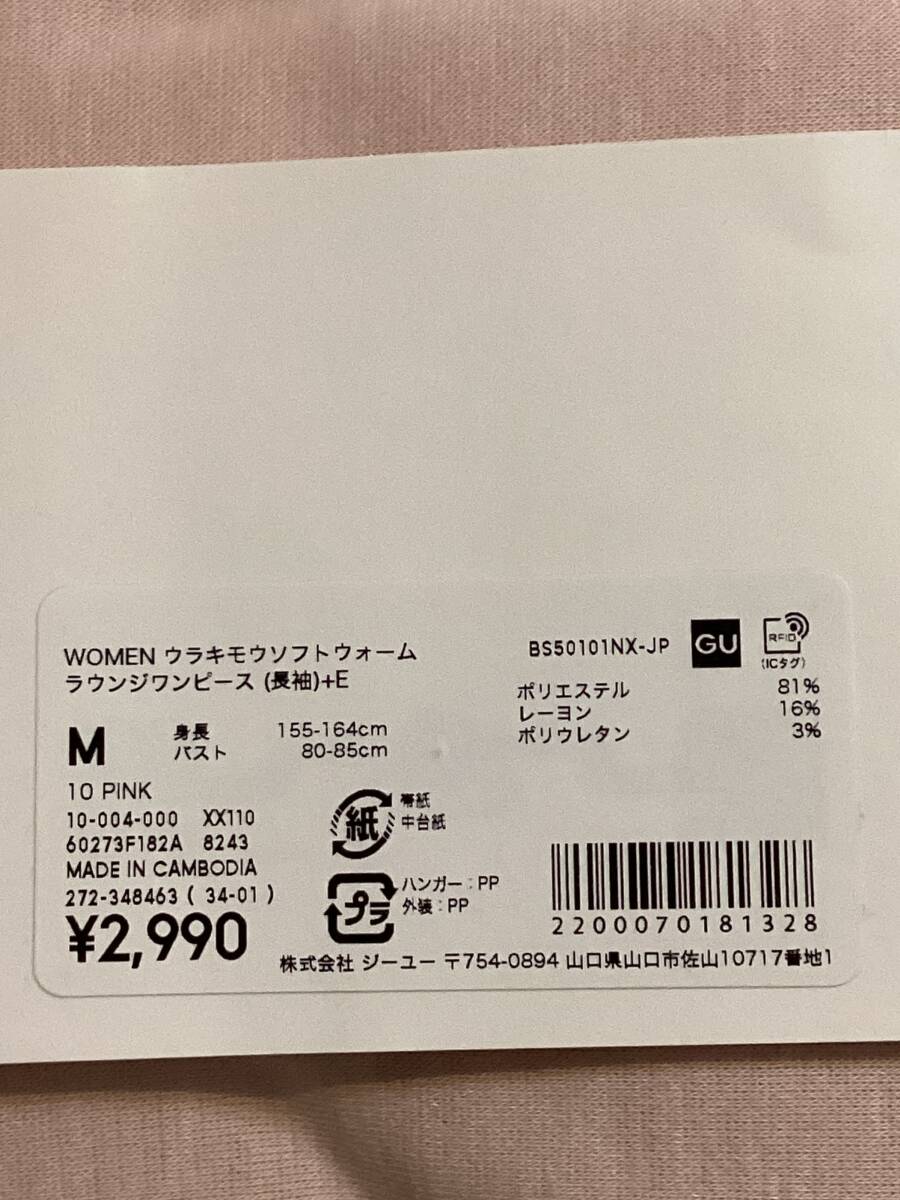 WOMEN ウラキモウソフトウォーム
ラウンジワンピース (長袖)+E
BS50101NX-JP
GU
RFID
(ICタグ)
ポリエステル 81%
レーヨン 16%
ポリウレタン 3%
M
身長 155-164cm
バスト 80-85cm
10 PINK
10-004-000 XX110
60273F182A 8243
MADE IN CAMBODIA
272-348463 ( 34-01 )
¥2,990
紙
帯紙
中台紙
プラ
ハンガー : PP
外装 : PP
2200070181328
株式会社 ジーユー 〒754-0894 山口県山口市佐山10717番地1